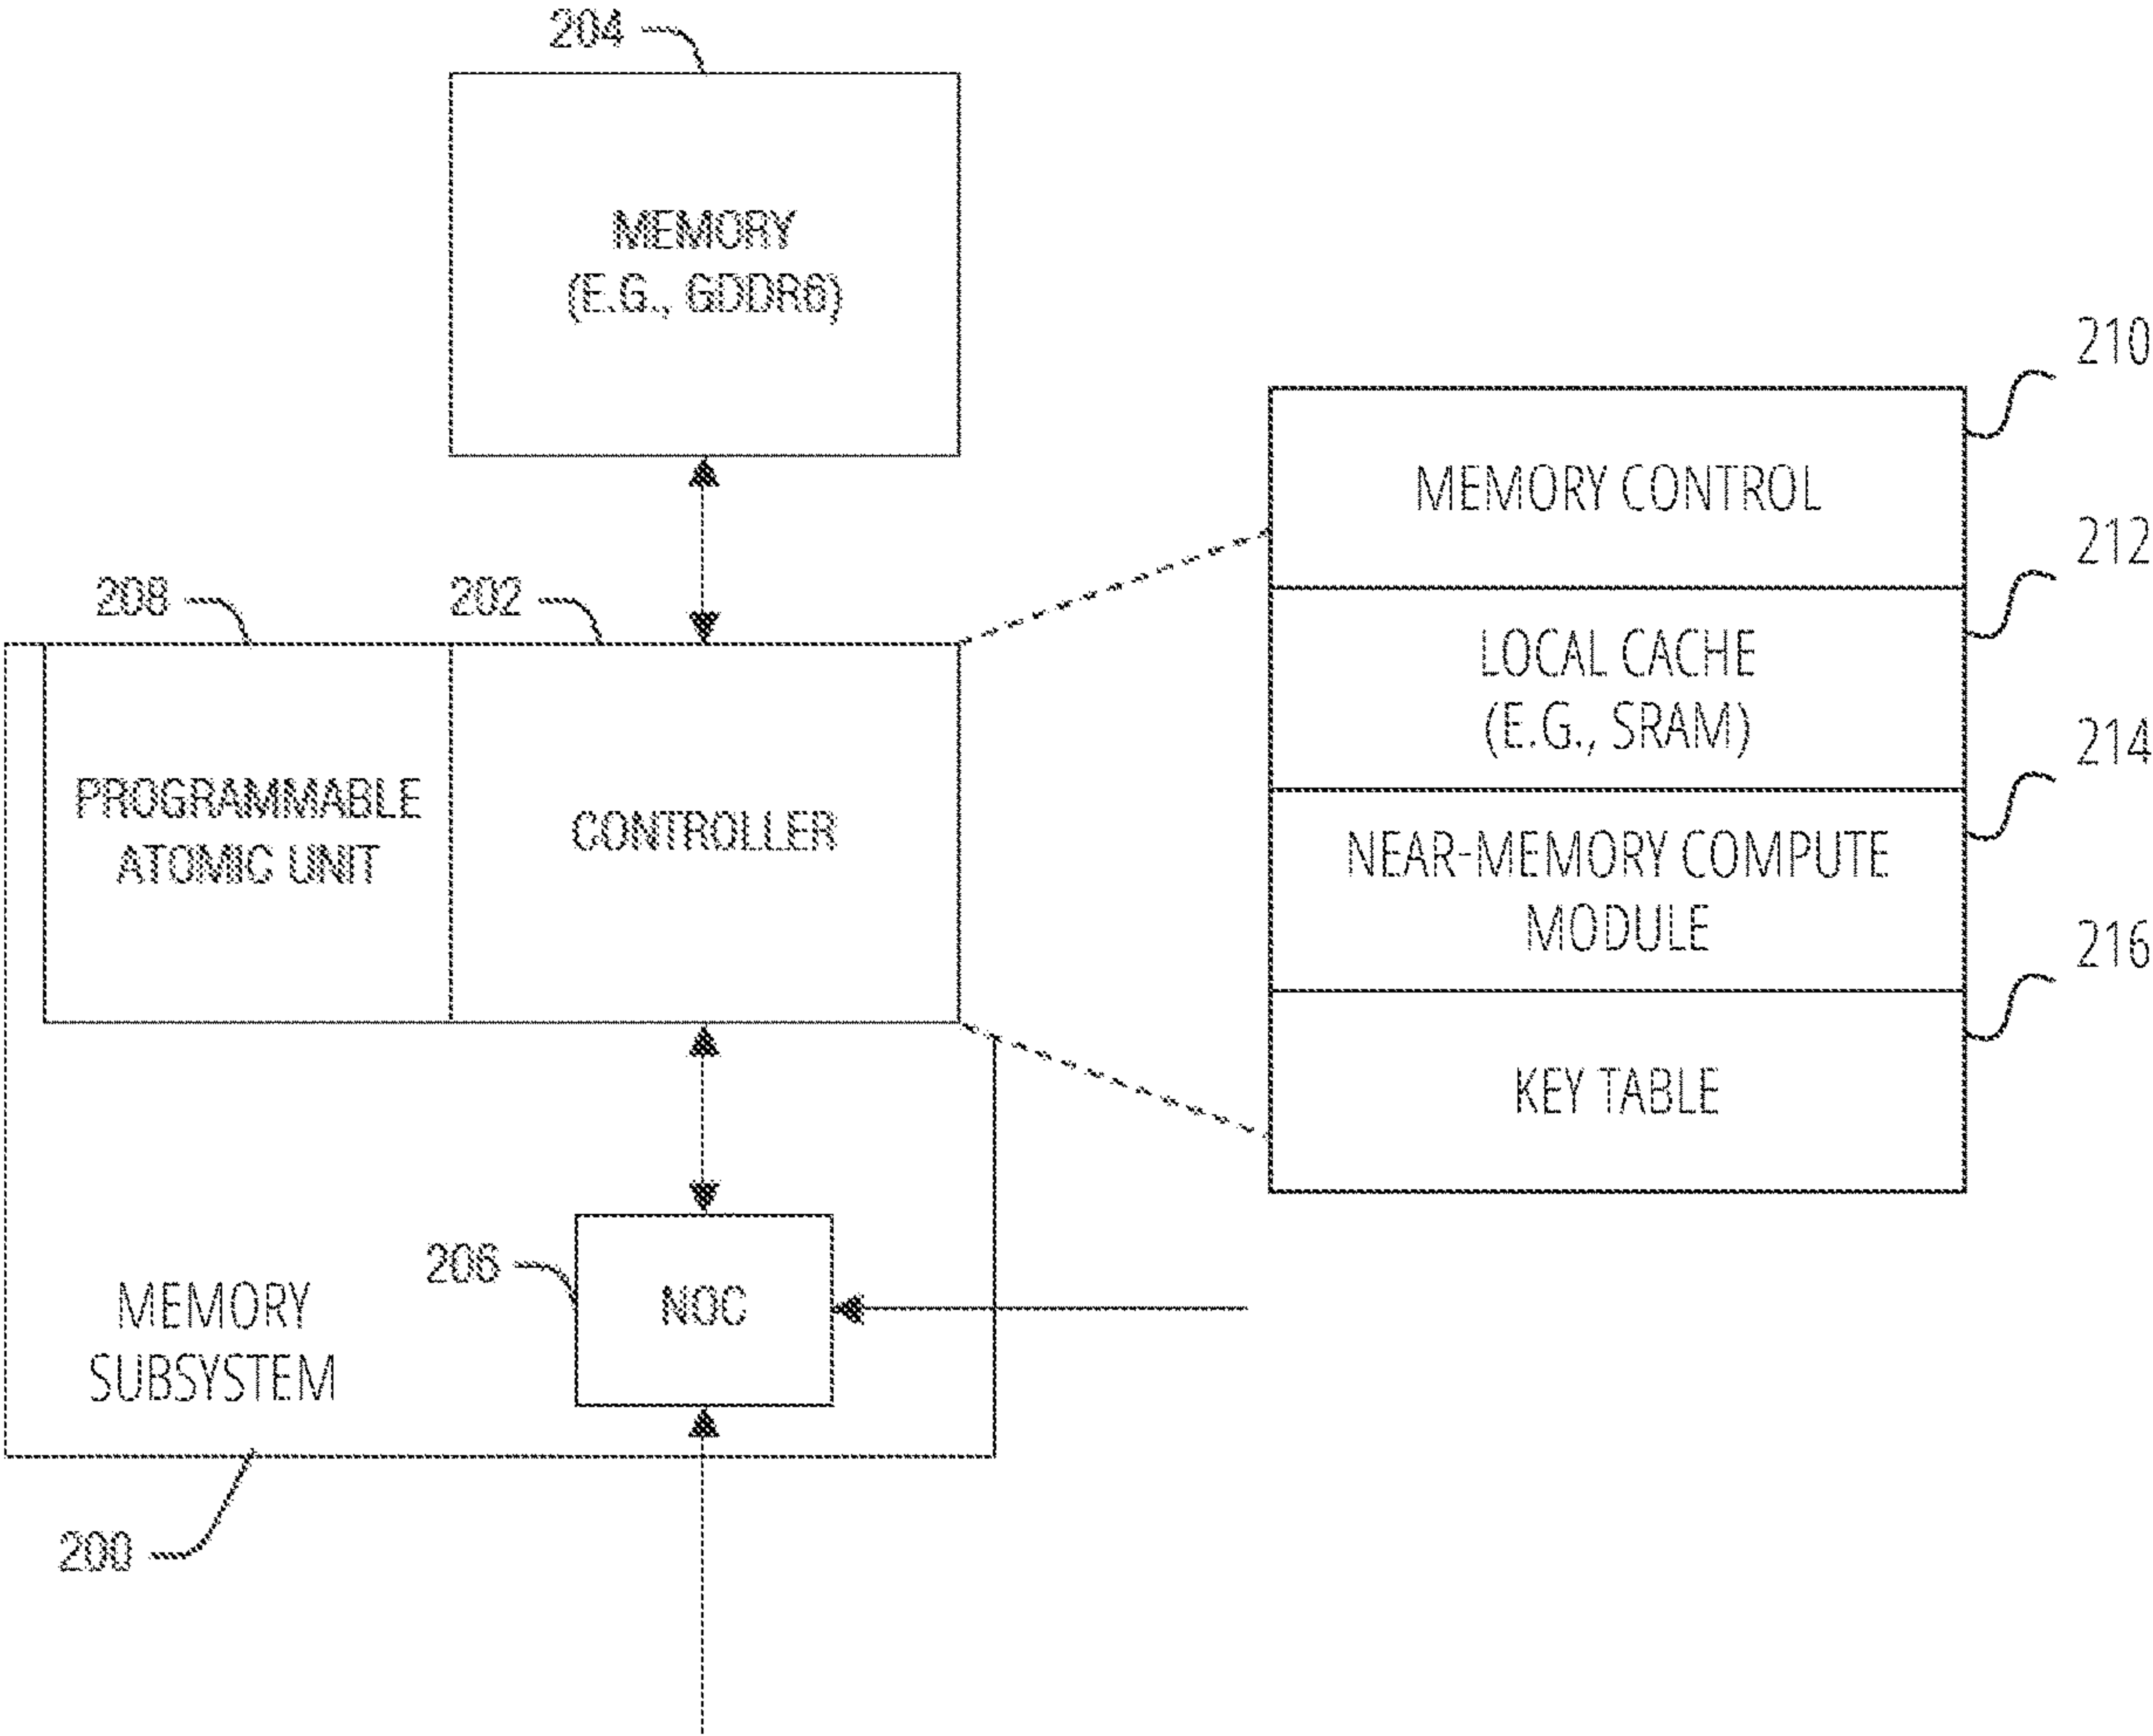 204
MEMORY
(E.G., GDDR6)
210
MEMORY CONTROL
212
LOCAL CACHE
(E.G., SRAM)
214
NEAR-MEMORY COMPUTE
MODULE
216
KEY TABLE
208
202
PROGRAMMABLE
ATOMIC UNIT
CONTROLLER
206
NOC
MEMORY
SUBSYSTEM
200